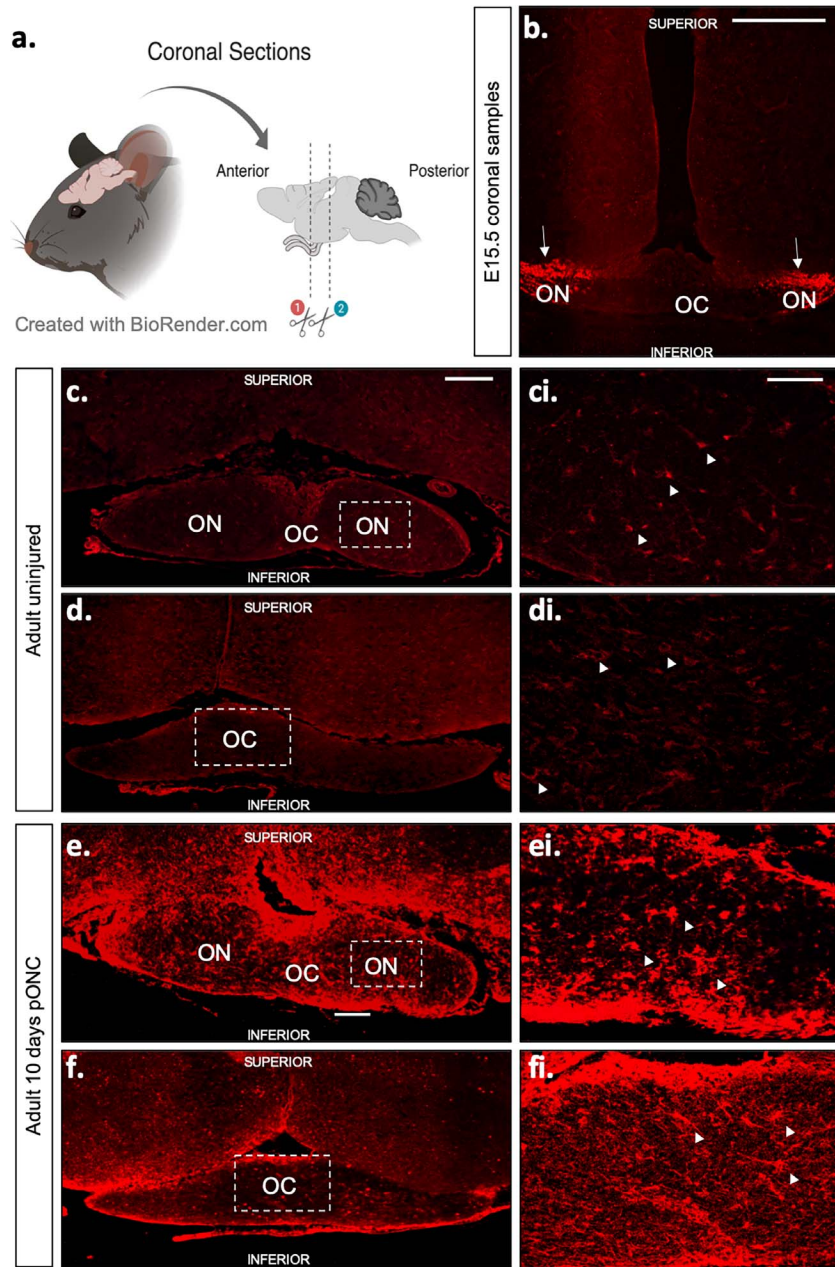 a.
Coronal Sections
Anterior
Posterior
1
2
Created with BioRender.com
E15.5 coronal samples
b.
SUPERIOR
ON
OC
ON
INFERIOR
Adult uninjured
c.
SUPERIOR
ON
OC
ON
INFERIOR
ci.
d.
SUPERIOR
OC
INFERIOR
di.
Adult 10 days pONC
e.
SUPERIOR
ON
OC
ON
INFERIOR
ei.
f.
SUPERIOR
OC
INFERIOR
fi.